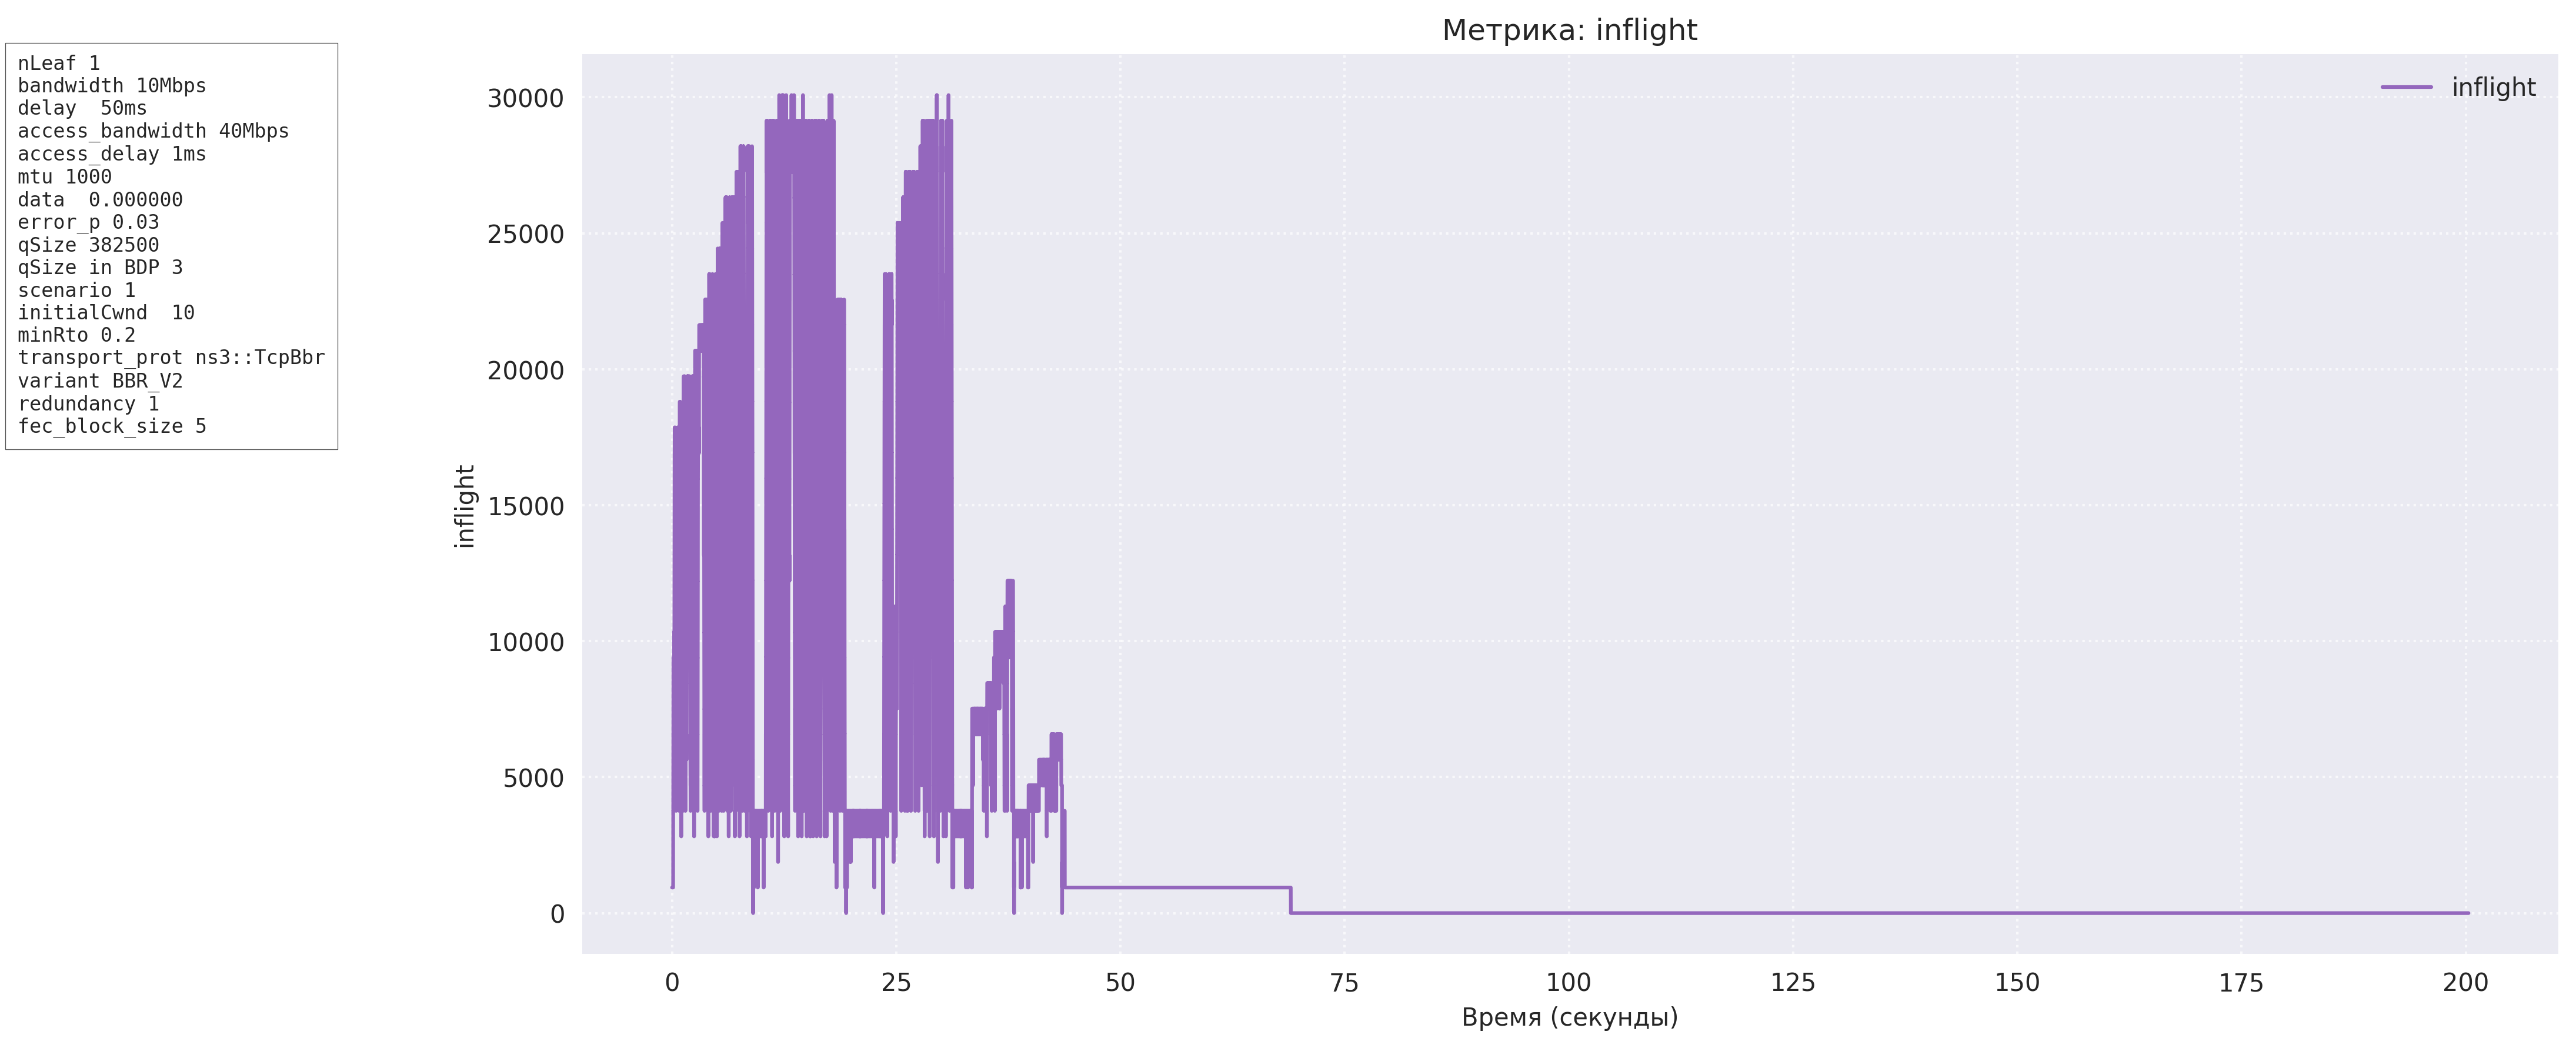 Метрика: inflight
nLeaf 1
bandwidth 10Mbps
delay  50ms
access_bandwidth 40Mbps
access_delay 1ms
mtu 1000
data  0.000000
error_p 0.03
qSize 382500
qSize in BDP 3
scenario 1
initialCwnd  10
minRto 0.2
transport_prot ns3::TcpBbr
variant BBR_V2
redundancy 1
fec_block_size 5
inflight
30000
25000
20000
15000
10000
5000
0
inflight
0 25 50 75 100 125 150 175 200
Время (секунды)